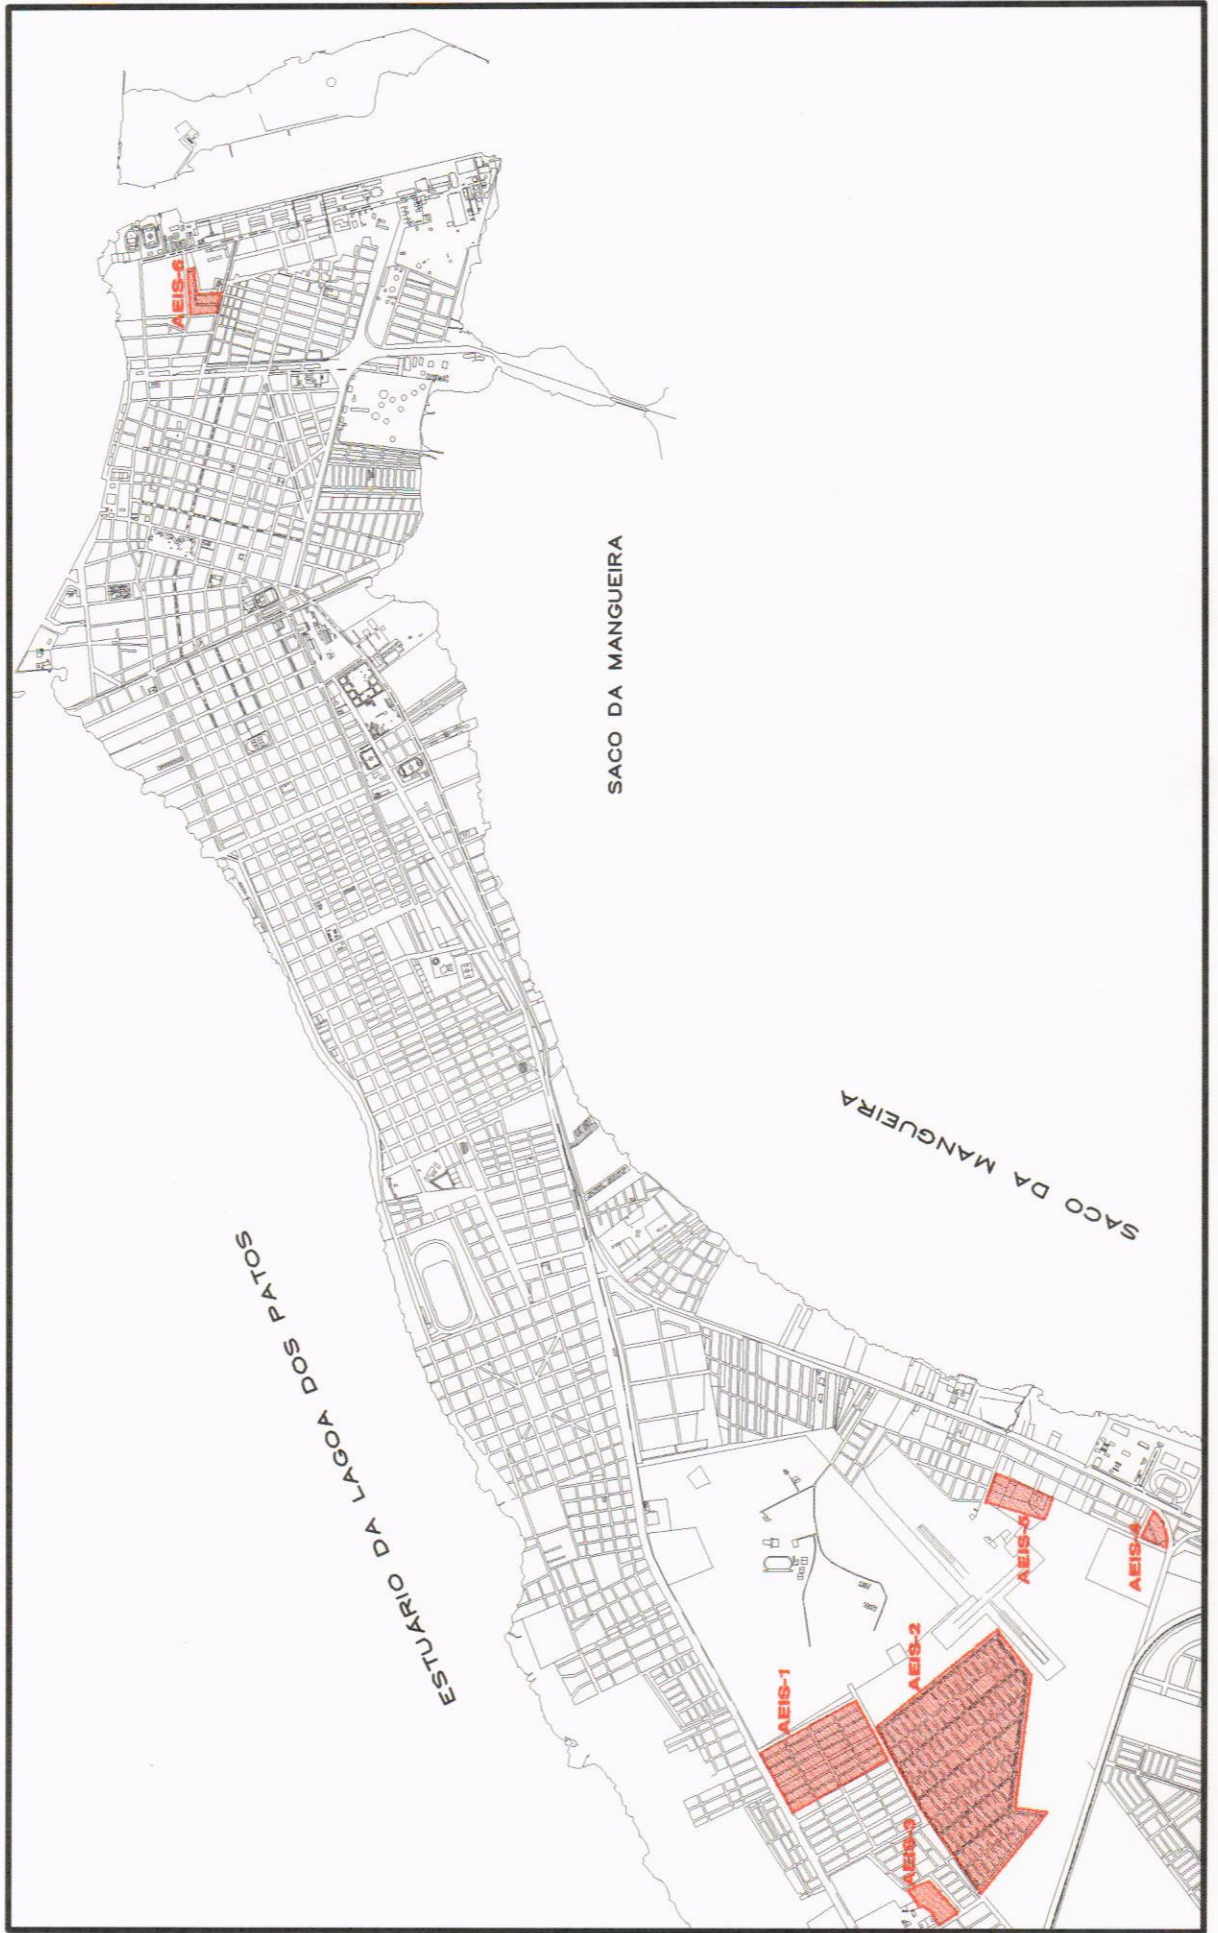 AEIS-6
SACO DA MANGUEIRA
SACO DA MANGUEIRA
ESTUÁRIO DA LAGOA DOS PATOS
AEIS-5
AEIS-4
AEIS-2
AEIS-1
AEIS-3